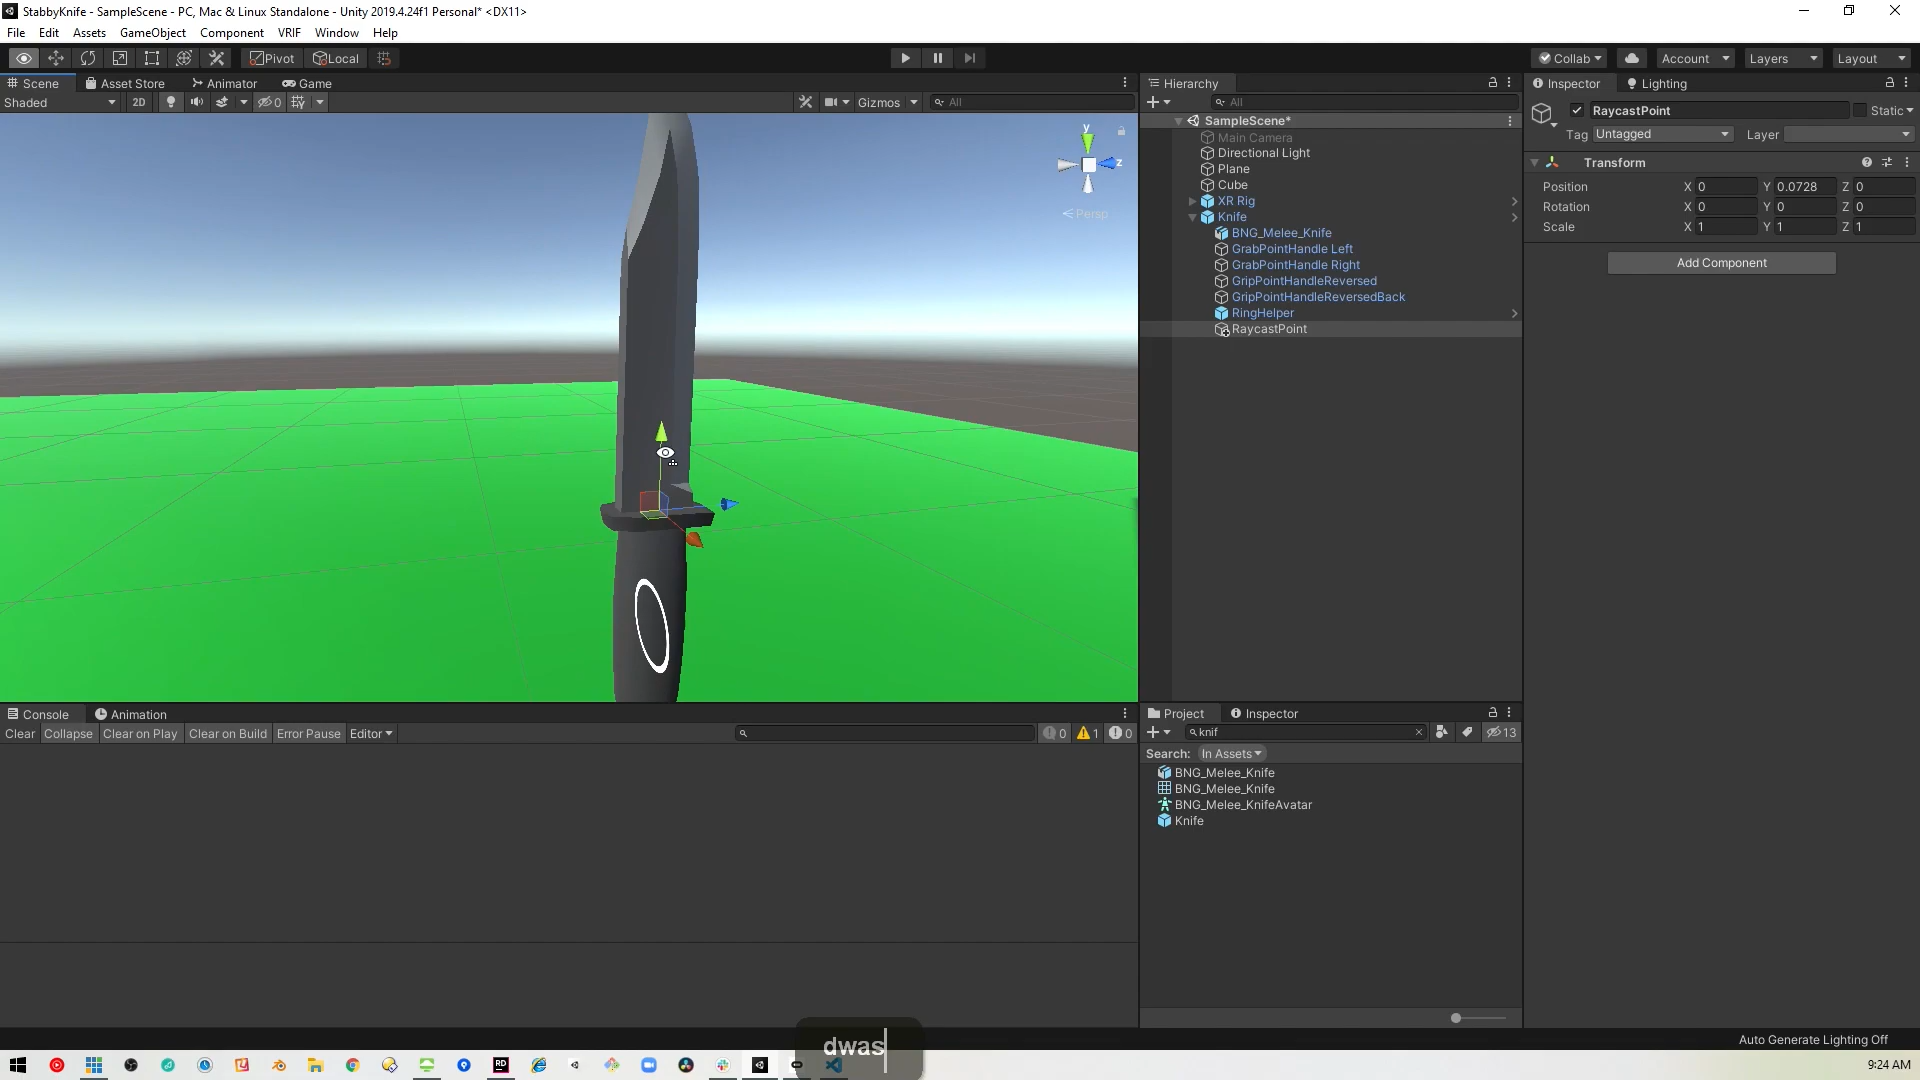 StabbyKnife - SampleScene - PC, Mac & Linux Standalone - Unity 2019.4.24f1 Personal* <DX11>
File Edit Assets GameObject Component VRIF Window Help
Pivot Local Collab Account Layers Layout
Scene Asset Store Animator Game
Shaded 2D 0 Gizmos All
y
z
Persp
Hierarchy
All
SampleScene*
Main Camera
Directional Light
Plane
Cube
XR Rig
Knife
BNG_Melee_Knife
GrabPointHandle Left
GrabPointHandle Right
GripPointHandleReversed
GripPointHandleReversedBack
RingHelper
RaycastPoint
Inspector Lighting
RaycastPoint Static
Tag Untagged Layer
Transform
Position X 0 Y 0.0728 Z 0
Rotation X 0 Y 0 Z 0
Scale X 1 Y 1 Z 1
Add Component
Console Animation
Clear Collapse Clear on Play Clear on Build Error Pause Editor 0 1 0
Project Inspector
knif 13
Search: In Assets
BNG_Melee_Knife
BNG_Melee_Knife
BNG_Melee_KnifeAvatar
Knife
Auto Generate Lighting Off
dwas
RD
9:24 AM